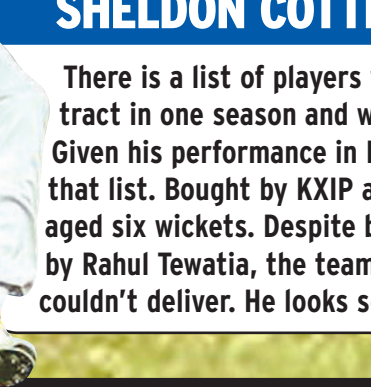 SHELDON COTT
There is a list of players
tract in one season and w
Given his performance in
that list. Bought by KXIP a
aged six wickets. Despite b
by Rahul Tewatia, the team
couldn't deliver. He looks s